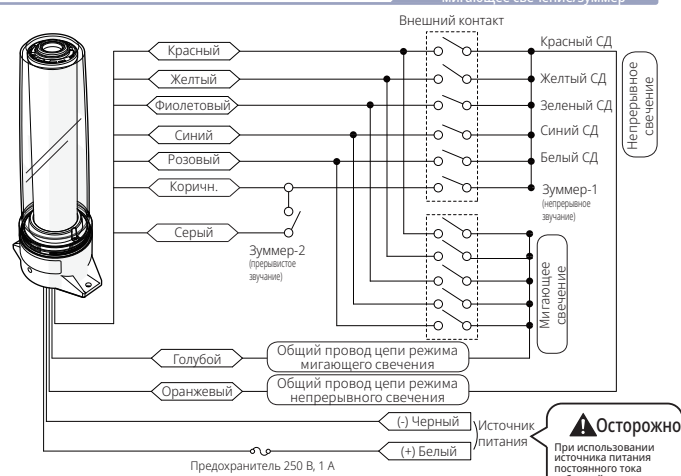 мигающее свечение/зуммер
Внешний контакт
Красный
Красный СД
Желтый
Желтый СД
Фиолетовый
Зеленый СД
Синий
Синий СД
Розовый
Белый СД
Непрерывное
свечение
Коричн.
Зуммер-1
(непрерывное
звучание)
Серый
Зуммер-2
(прерывистое
звучание)
Мигающее
свечение
Голубой
Общий провод цепи режима
мигающего свечения
Оранжевый
Общий провод цепи режима
непрерывного свечения
(-) Черный
Источник
питания
(+) Белый
Предохранитель 250 В, 1 А
Осторожно
При использовании
источника питания
постоянного тока